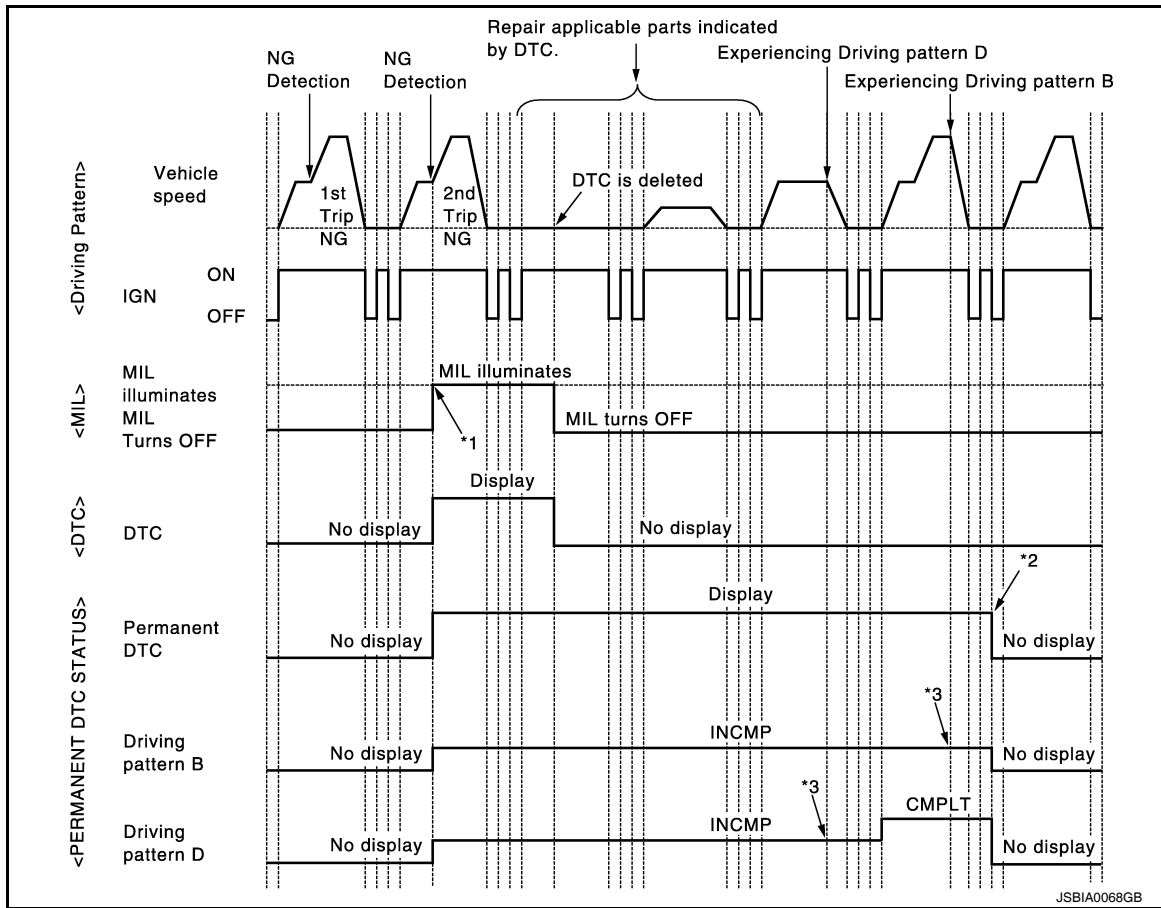 Repair applicable parts indicated
by DTC.
NG
Detection
NG
Detection
Experiencing Driving pattern D
Experiencing Driving pattern B
<Driving Pattern>
Vehicle
speed
1st
Trip
NG
2nd
Trip
NG
DTC is deleted
IGN
ON
OFF
<MIL>
MIL
illuminates
MIL
Turns OFF
MIL illuminates
*1
MIL turns OFF
<DTC>
DTC
No display
Display
No display
<PERMANENT DTC STATUS>
Permanent
DTC
No display
Display
*2
No display
Driving
pattern B
No display
INCMP
*3
No display
Driving
pattern D
No display
INCMP
*3
CMPLT
No display
JSBIA0068GB